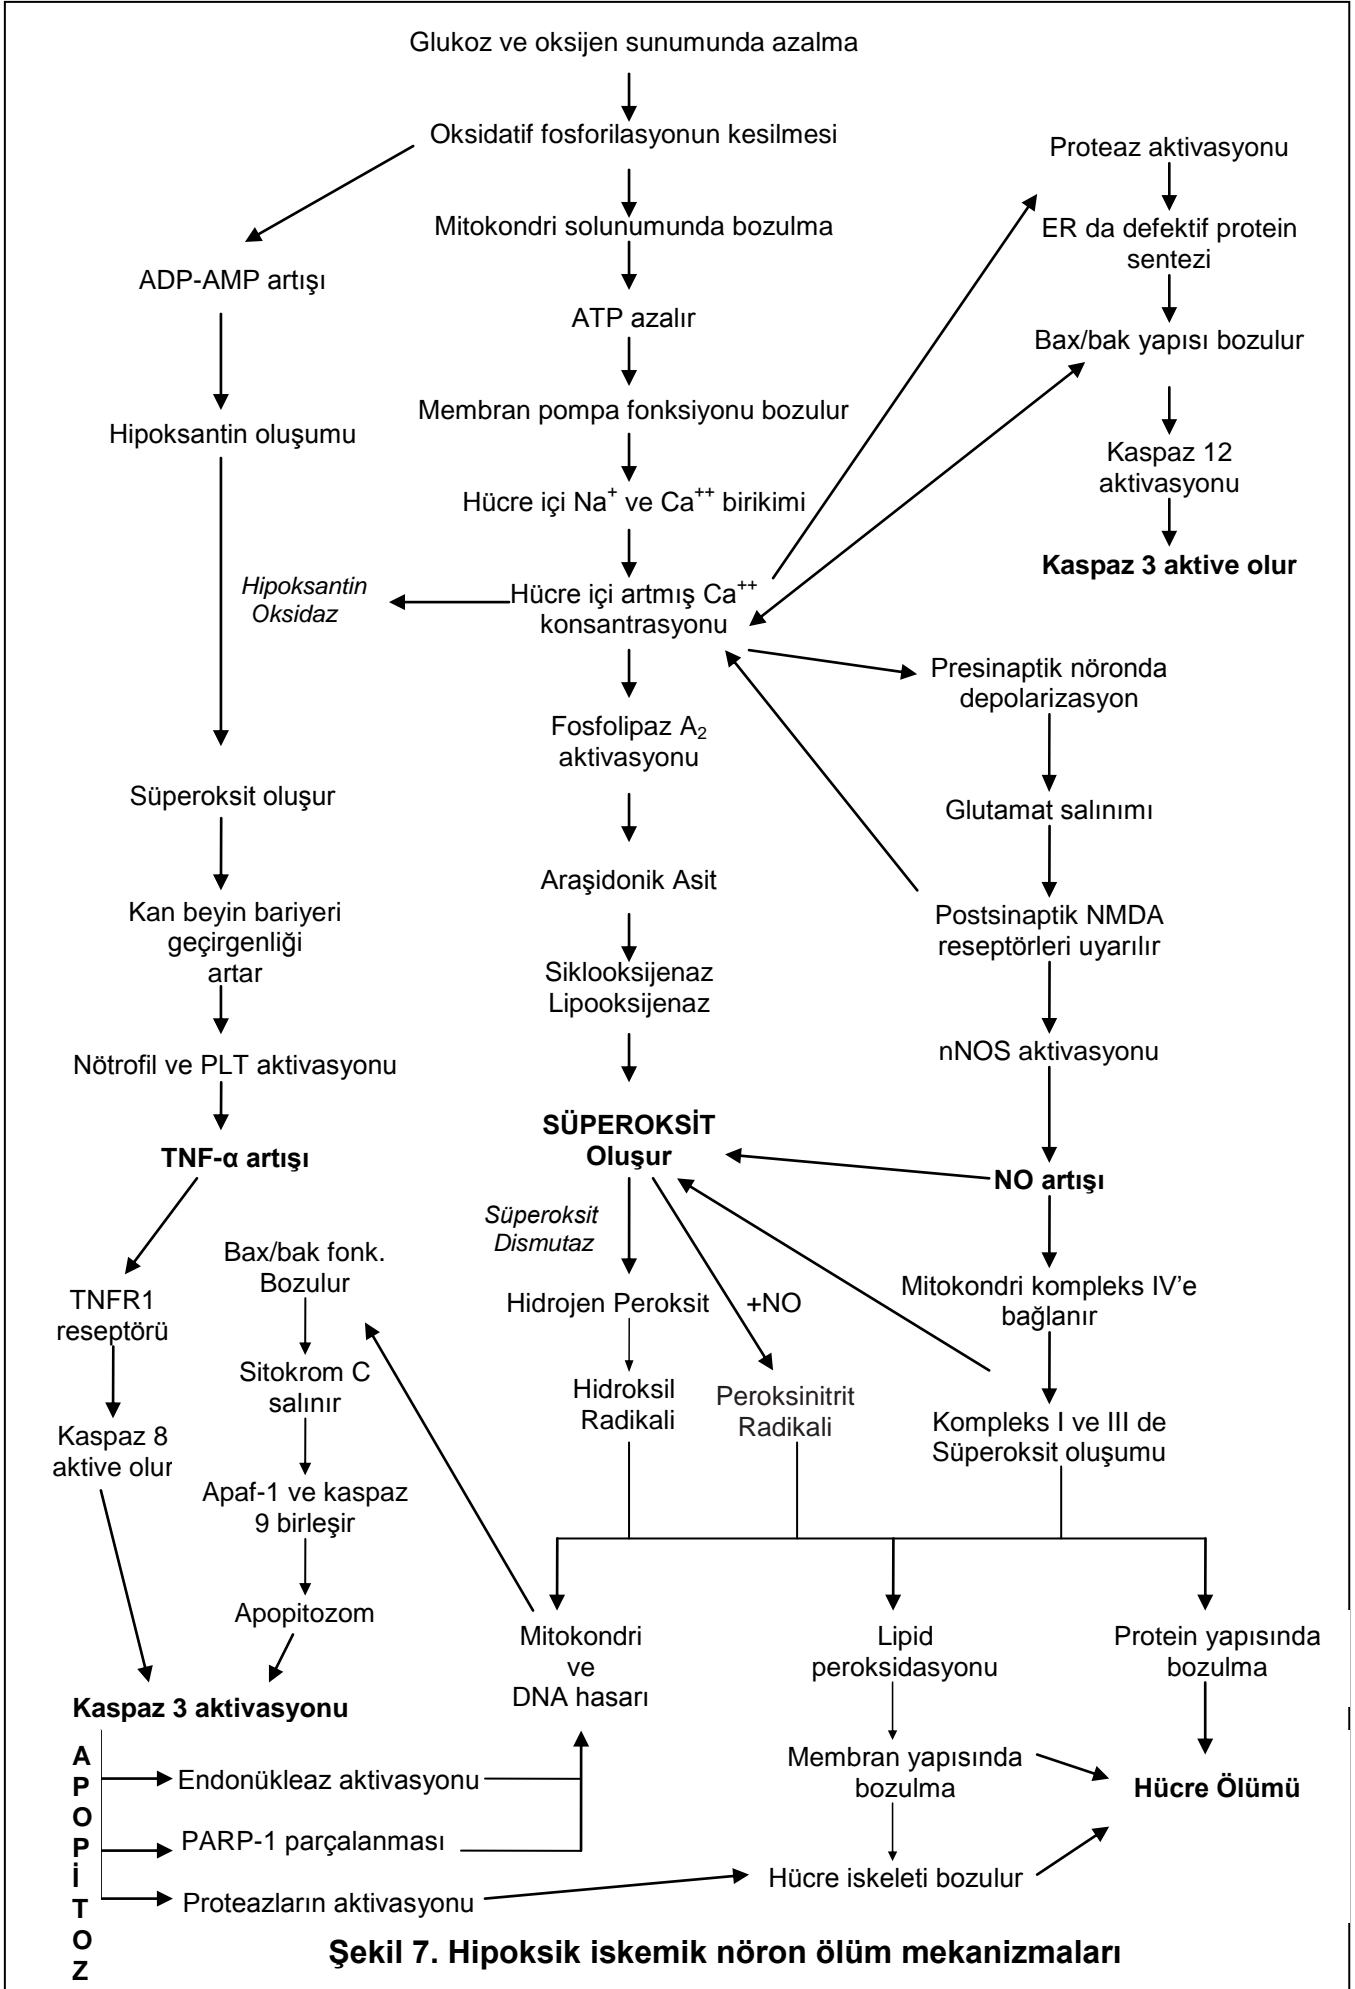 Glukoz ve oksijen sunumunda azalma
Oksidatif fosforilasyonun kesilmesi
Mitokondri solunumunda bozulma
ATP azalır
Membran pompa fonksiyonu bozulur
Hücre içi Na⁺ ve Ca⁺⁺ birikimi
Hücre içi artmış Ca⁺⁺
konsantrasyonu
Proteaz aktivasyonu
ER da defektif protein
sentezi
Bax/bak yapısı bozulur
Kaspaz 12
aktivasyonu
Kaspaz 3 aktive olur
ADP-AMP artışı
Hipoksantin oluşumu
Hipoksantin
Oksidaz
Süperoksit oluşur
Kan beyin bariyeri
geçirgenliği
artar
Nötrofil ve PLT aktivasyonu
TNF-α artışı
TNFR1
reseptörü
Kaspaz 8
aktive olur
Bax/bak fonk.
Bozulur
Sitokrom C
salınır
Apaf-1 ve kaspaz
9 birleşir
Apopitozom
Kaspaz 3 aktivasyonu
Fosfolipaz A₂
aktivasyonu
Araşidonik Asit
Siklooksijenaz
Lipooksijenaz
SÜPEROKSİT
Oluşur
Süperoksit
Dismutaz
Hidrojen Peroksit
+NO
Hidroksil
Radikali
Peroksinitrit
Radikali
Presinaptik nöronda
depolarizasyon
Glutamat salınımı
Postsinaptik NMDA
reseptörleri uyarılır
nNOS aktivasyonu
NO artışı
Mitokondri kompleks IV’e
bağlanır
Kompleks I ve III de
Süperoksit oluşumu
Mitokondri
ve
DNA hasarı
Lipid
peroksidasyonu
Protein yapısında
bozulma
Membran yapısında
bozulma
Hücre Ölümü
Hücre iskeleti bozulur
A
P
O
P
İ
T
O
Z
Endonükleaz aktivasyonu
PARP-1 parçalanması
Proteazların aktivasyonu
Şekil 7. Hipoksik iskemik nöron ölüm mekanizmaları